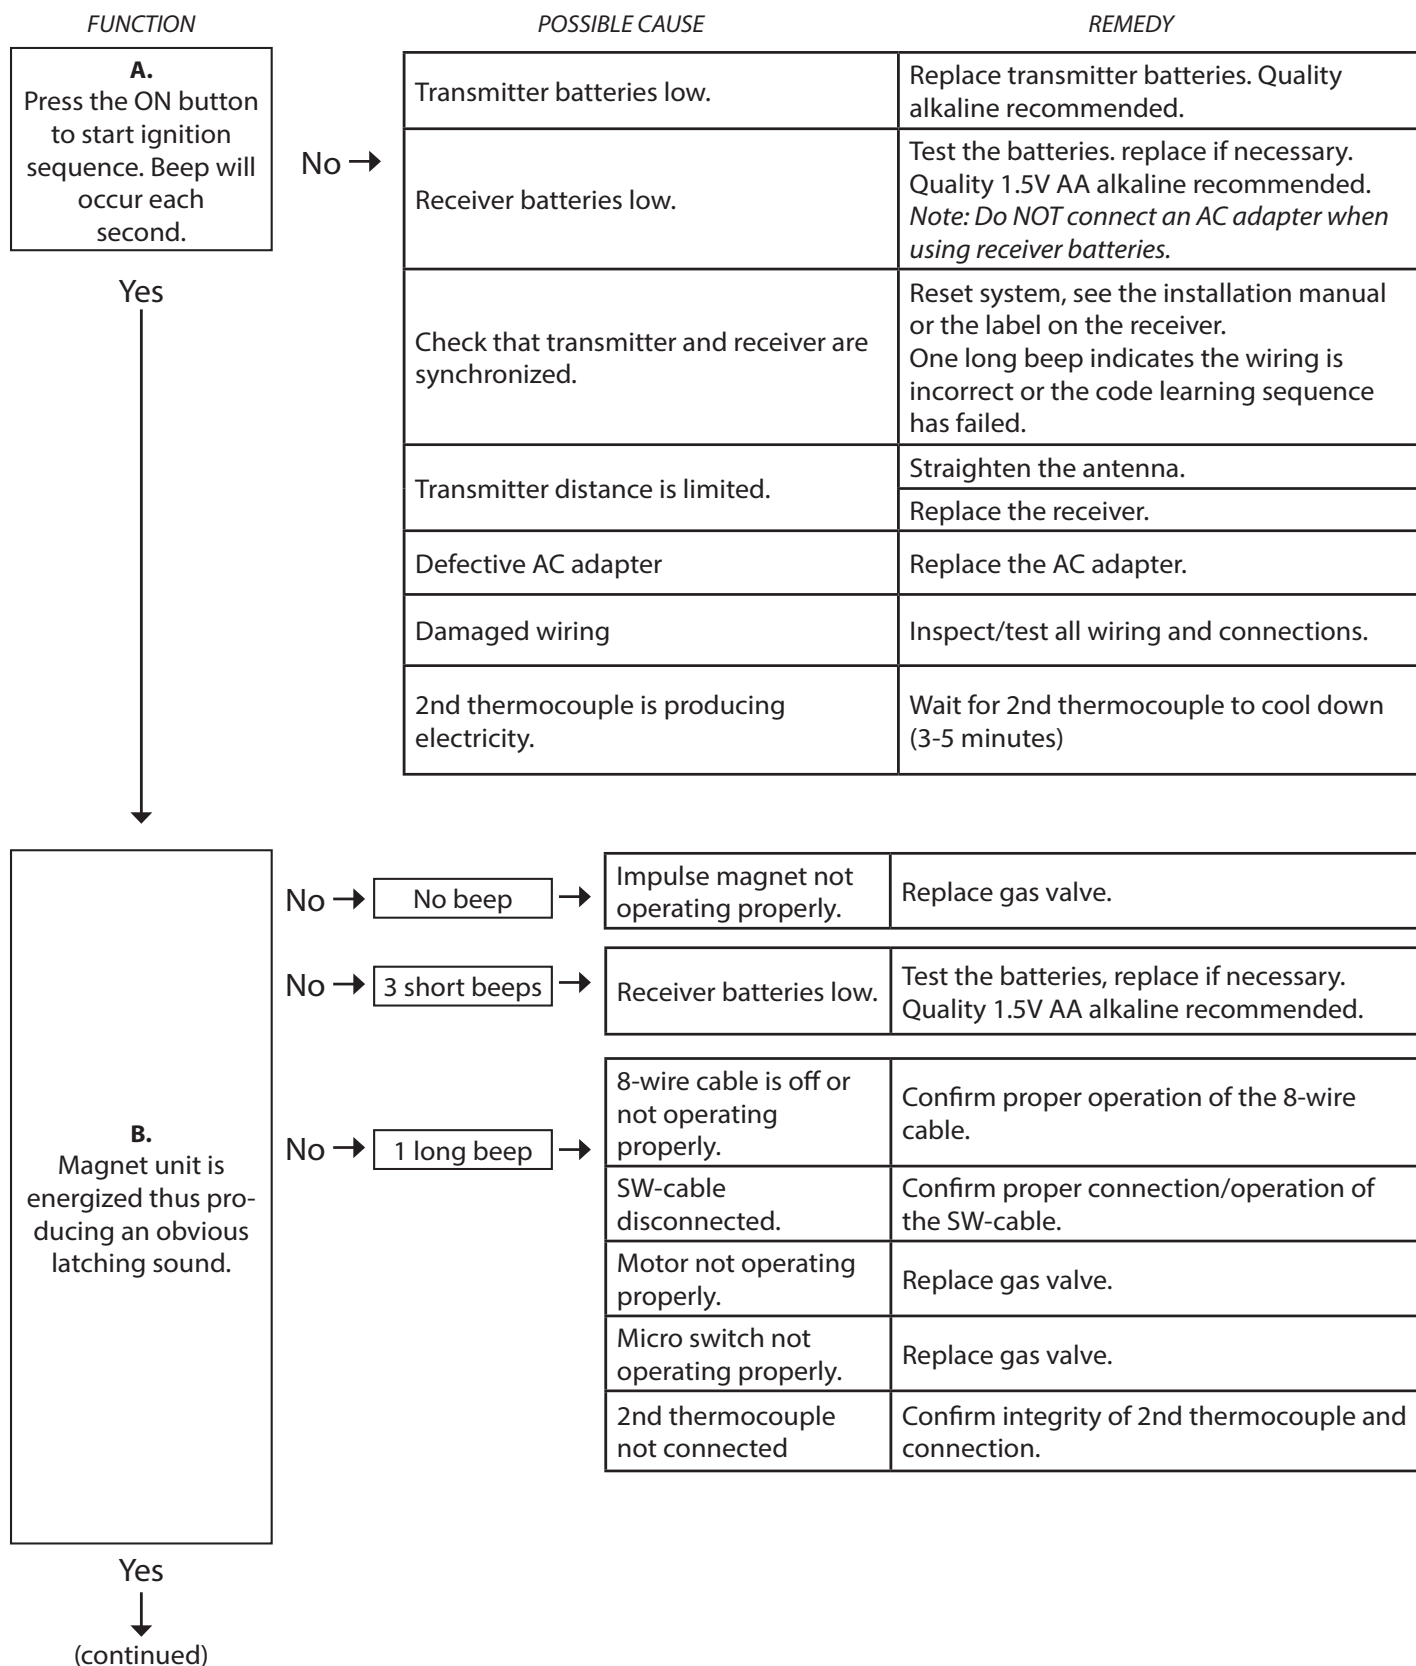 FUNCTION
POSSIBLE CAUSE
REMEDY
A.
Press the ON button
to start ignition
sequence. Beep will
occur each
second.
No
Transmitter batteries low.
Replace transmitter batteries. Quality
alkaline recommended.
Receiver batteries low.
Test the batteries. replace if necessary.
Quality 1.5V AA alkaline recommended.
Note: Do NOT connect an AC adapter when
using receiver batteries.
Check that transmitter and receiver are
synchronized.
Reset system, see the installation manual
or the label on the receiver.
One long beep indicates the wiring is
incorrect or the code learning sequence
has failed.
Transmitter distance is limited.
Straighten the antenna.
Replace the receiver.
Defective AC adapter
Replace the AC adapter.
Damaged wiring
Inspect/test all wiring and connections.
2nd thermocouple is producing
electricity.
Wait for 2nd thermocouple to cool down
(3-5 minutes)
Yes
B.
Magnet unit is
energized thus pro-
ducing an obvious
latching sound.
No
No beep
Impulse magnet not
operating properly.
Replace gas valve.
No
3 short beeps
Receiver batteries low.
Test the batteries, replace if necessary.
Quality 1.5V AA alkaline recommended.
No
1 long beep
8-wire cable is off or
not operating
properly.
Confirm proper operation of the 8-wire
cable.
SW-cable
disconnected.
Confirm proper connection/operation of
the SW-cable.
Motor not operating
properly.
Replace gas valve.
Micro switch not
operating properly.
Replace gas valve.
2nd thermocouple
not connected
Confirm integrity of 2nd thermocouple and
connection.
Yes
(continued)